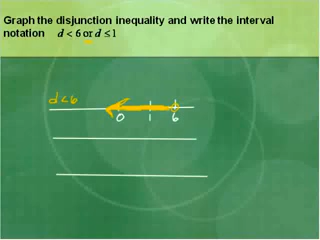 Graph the disjunction inequality and write the interval
notation d < 6 or d ≤ 1
d < 6
0 1 6